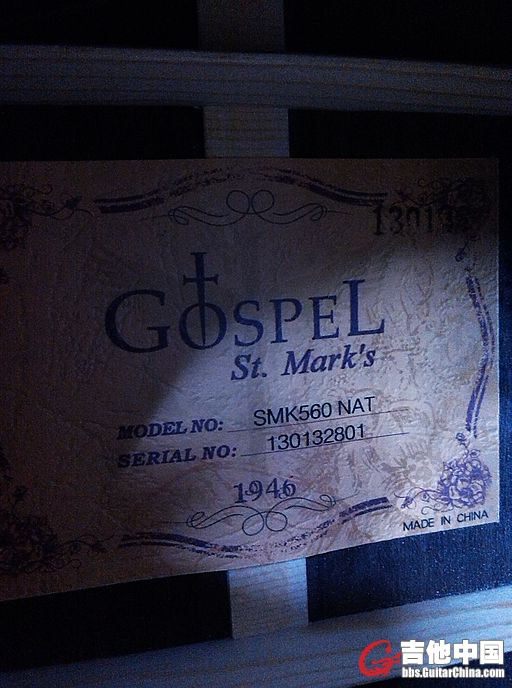 GOSPEL
St. Mark's
MODEL NO: SMK560 NAT
SERIAL NO: 130132801
1946
MADE IN CHINA
吉他中国
bbs.GuitarChina.com